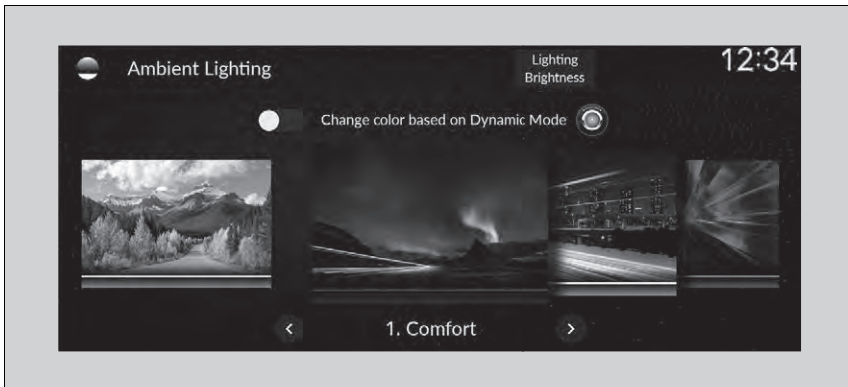 Ambient Lighting
Lighting
Brightness
12:34
Change color based on Dynamic Mode
1. Comfort